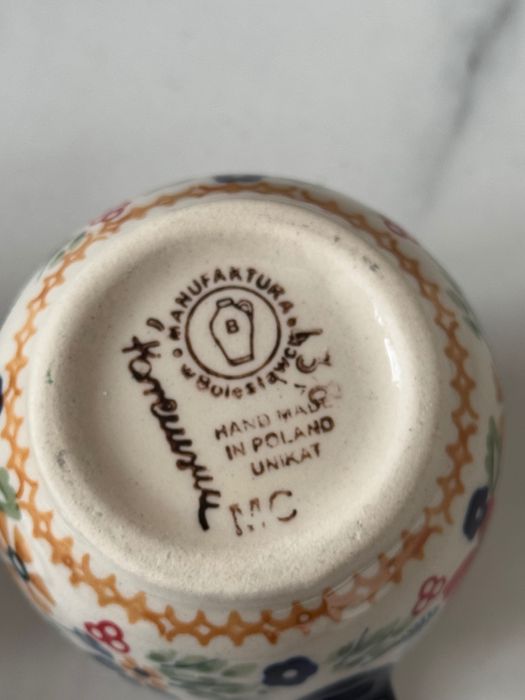 MANUFAKTURA
w Bolesławcu
B
HAND MADE
IN POLAND
UNIKAT
MC